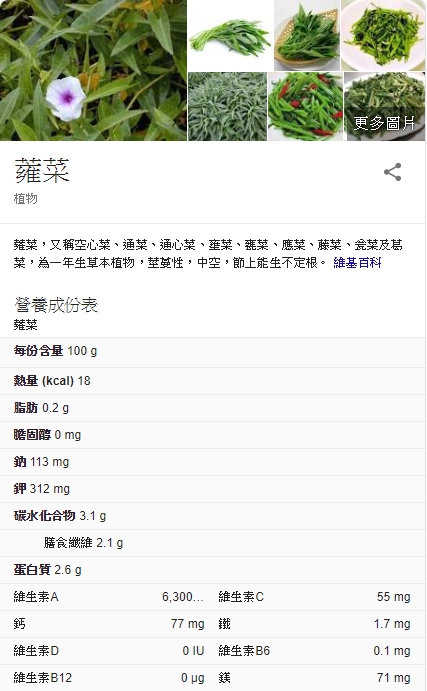 更多圖片
蕹菜
植物
蕹菜，又稱空心菜、通菜、通心菜、壅菜、甕菜、應菜、藤菜、瓮菜及葛
菜，為一年生草本植物，莖蔓性，中空，節上能生不定根。 維基百科
營養成份表
蕹菜
每份含量 100 g
熱量 (kcal) 18
脂肪 0.2 g
膽固醇 0 mg
鈉 113 mg
鉀 312 mg
碳水化合物 3.1 g
膳食纖維 2.1 g
蛋白質 2.6 g
維生素A 6,300… 維生素C 55 mg
鈣 77 mg 鐵 1.7 mg
維生素D 0 IU 維生素B6 0.1 mg
維生素B12 0 µg 鎂 71 mg